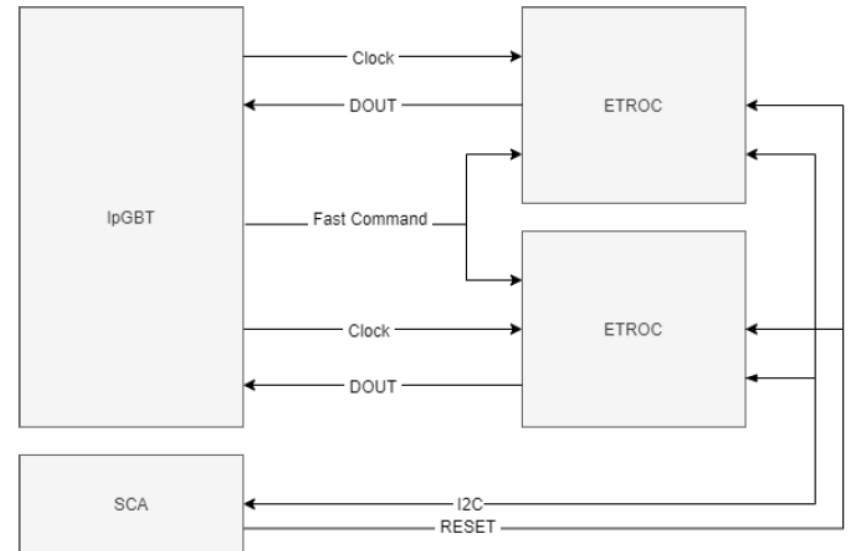 Clock
DOUT
ETROC
lpGBT
Fast Command
Clock
ETROC
DOUT
SCA
I2C
RESET